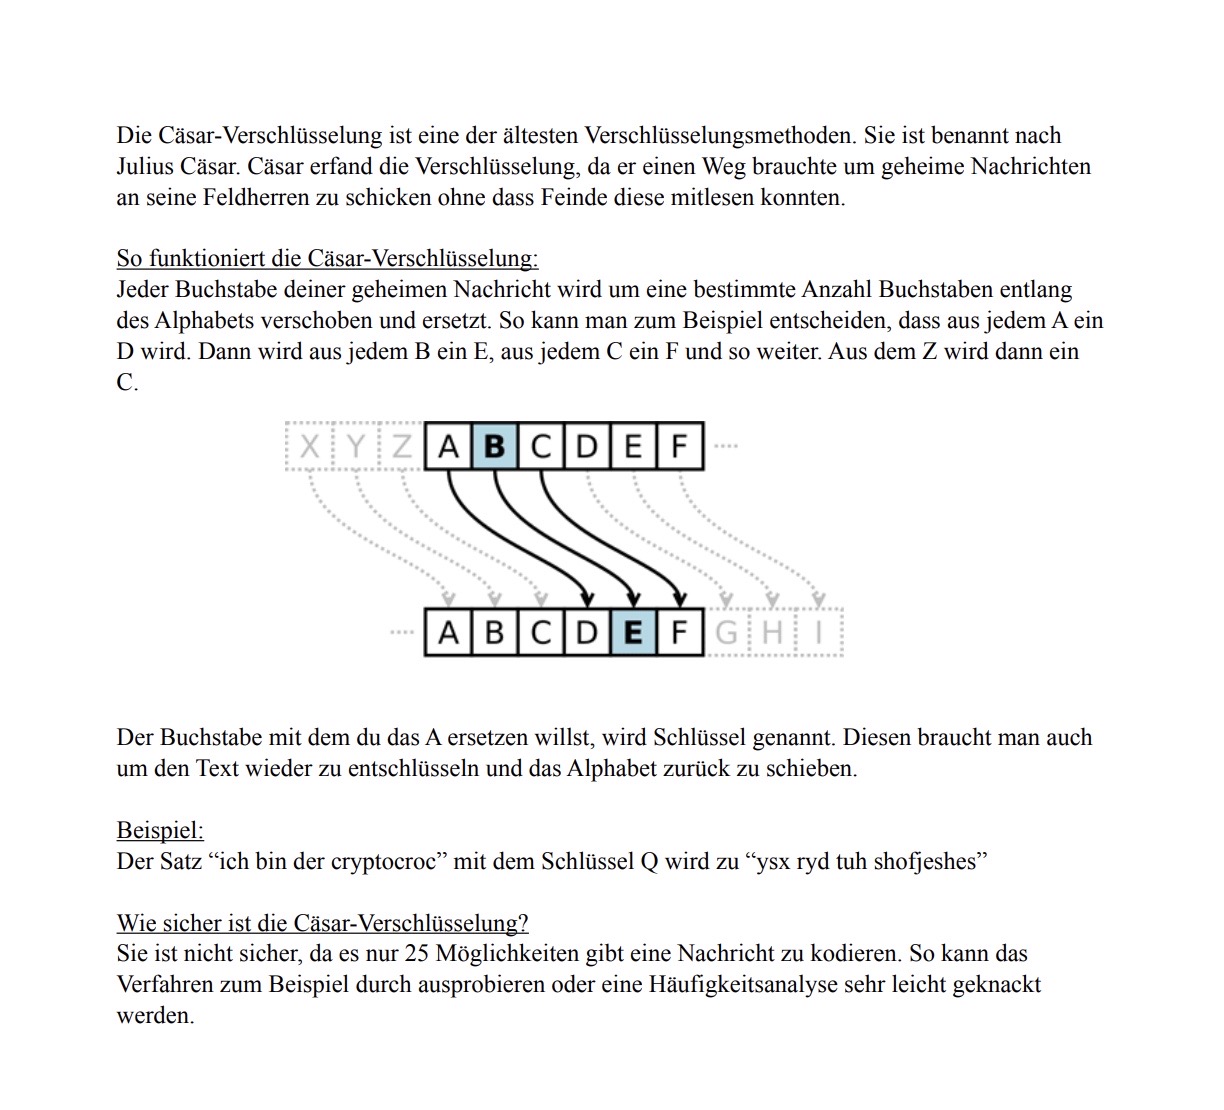 Die Cäsar-Verschlüsselung ist eine der ältesten Verschlüsselungsmethoden. Sie ist benannt nach
Julius Cäsar. Cäsar erfand die Verschlüsselung, da er einen Weg brauchte um geheime Nachrichten
an seine Feldherren zu schicken ohne dass Feinde diese mitlesen konnten.
So funktioniert die Cäsar-Verschlüsselung:
Jeder Buchstabe deiner geheimen Nachricht wird um eine bestimmte Anzahl Buchstaben entlang
des Alphabets verschoben und ersetzt. So kann man zum Beispiel entscheiden, dass aus jedem A ein
D wird. Dann wird aus jedem B ein E, aus jedem C ein F und so weiter. Aus dem Z wird dann ein
C.
X Y Z A B C D E F ....
.... A B C D E F G H I
Der Buchstabe mit dem du das A ersetzen willst, wird Schlüssel genannt. Diesen braucht man auch
um den Text wieder zu entschlüsseln und das Alphabet zurück zu schieben.
Beispiel:
Der Satz “ich bin der cryptocroc” mit dem Schlüssel Q wird zu “ysx ryd tuh shofjeshes”
Wie sicher ist die Cäsar-Verschlüsselung?
Sie ist nicht sicher, da es nur 25 Möglichkeiten gibt eine Nachricht zu kodieren. So kann das
Verfahren zum Beispiel durch ausprobieren oder eine Häufigkeitsanalyse sehr leicht geknackt
werden.